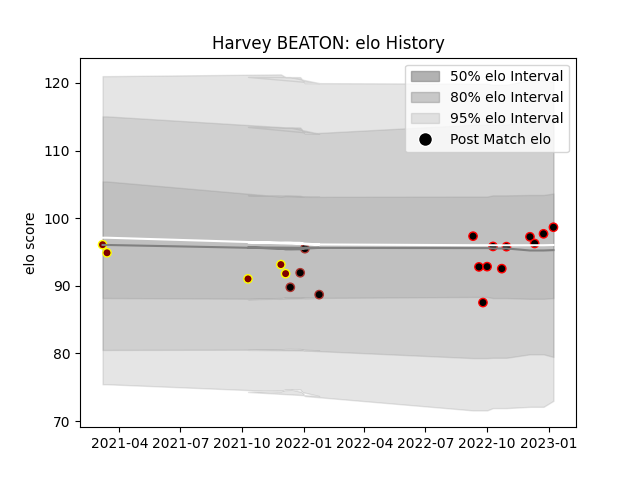 Harvey BEATON: elo History
50% elo Interval
80% elo Interval
95% elo Interval
Post Match elo
elo score
120
110
100
90
80
70
2021-04 2021-07 2021-10 2022-01 2022-04 2022-07 2022-10 2023-01